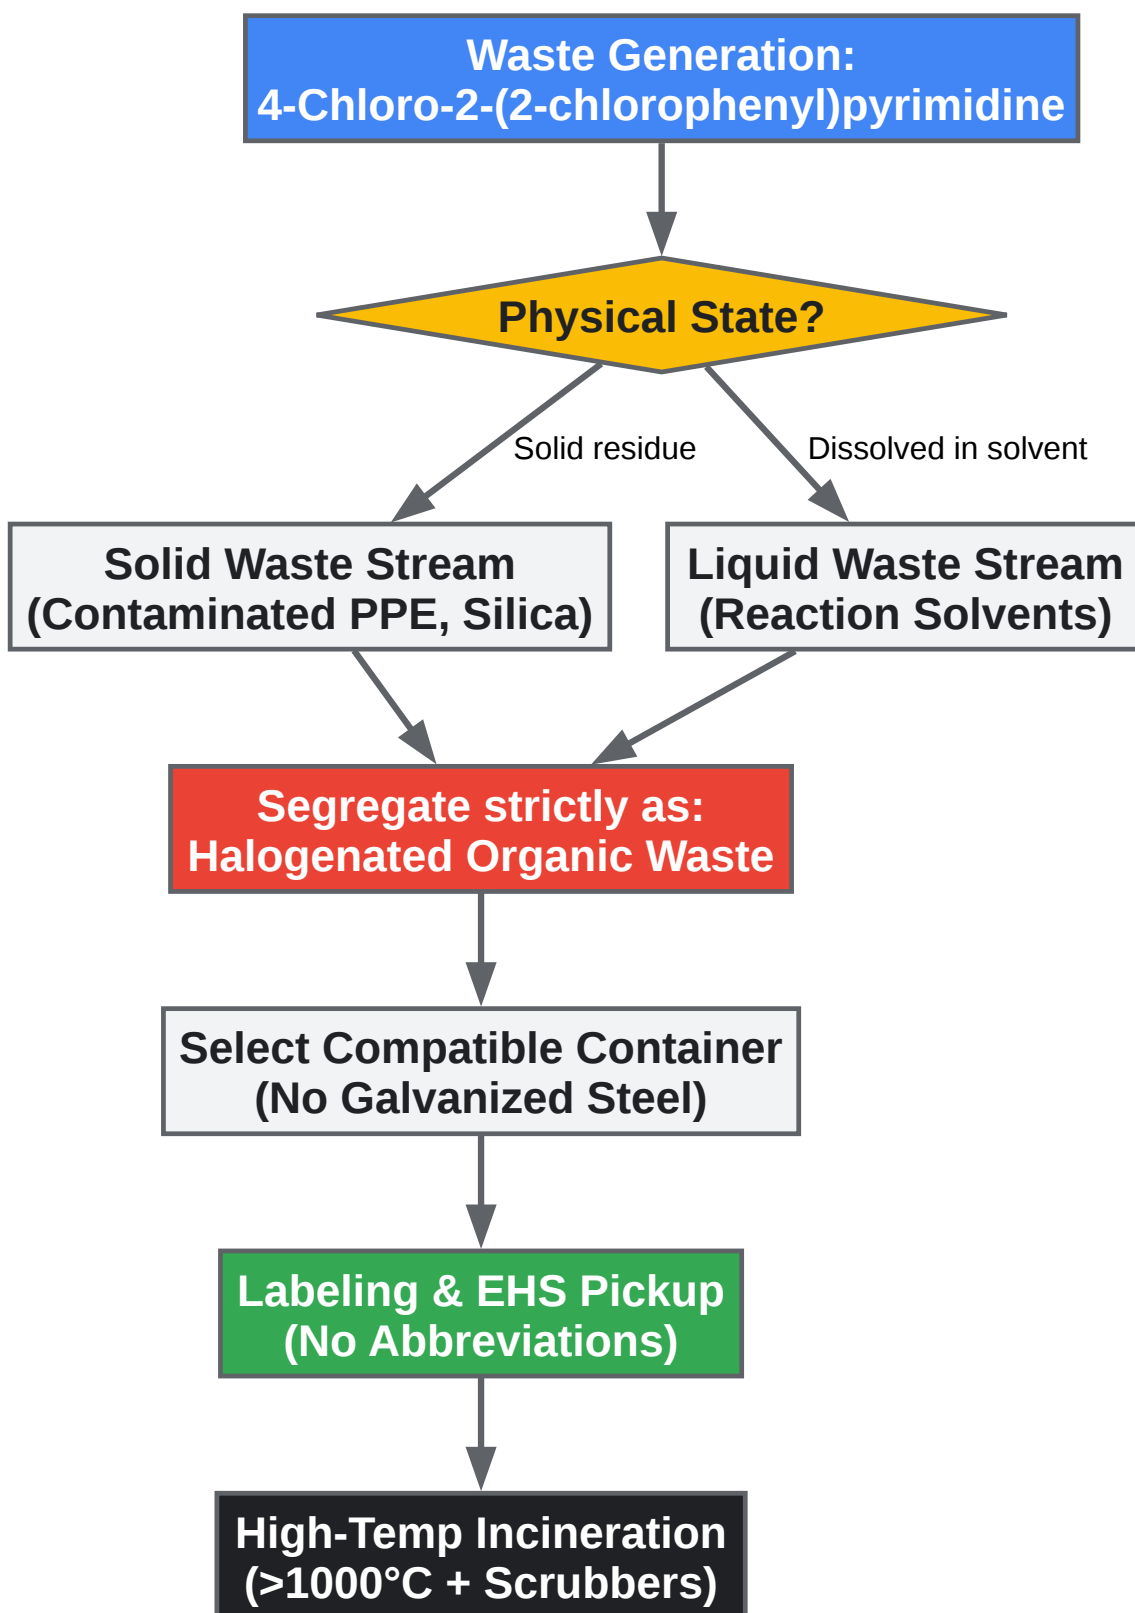 Waste Generation:
4-Chloro-2-(2-chlorophenyl)pyrimidine
Physical State?
Solid residue
Dissolved in solvent
Solid Waste Stream
(Contaminated PPE, Silica)
Liquid Waste Stream
(Reaction Solvents)
Segregate strictly as:
Halogenated Organic Waste
Select Compatible Container
(No Galvanized Steel)
Labeling & EHS Pickup
(No Abbreviations)
High-Temp Incineration
(>1000°C + Scrubbers)